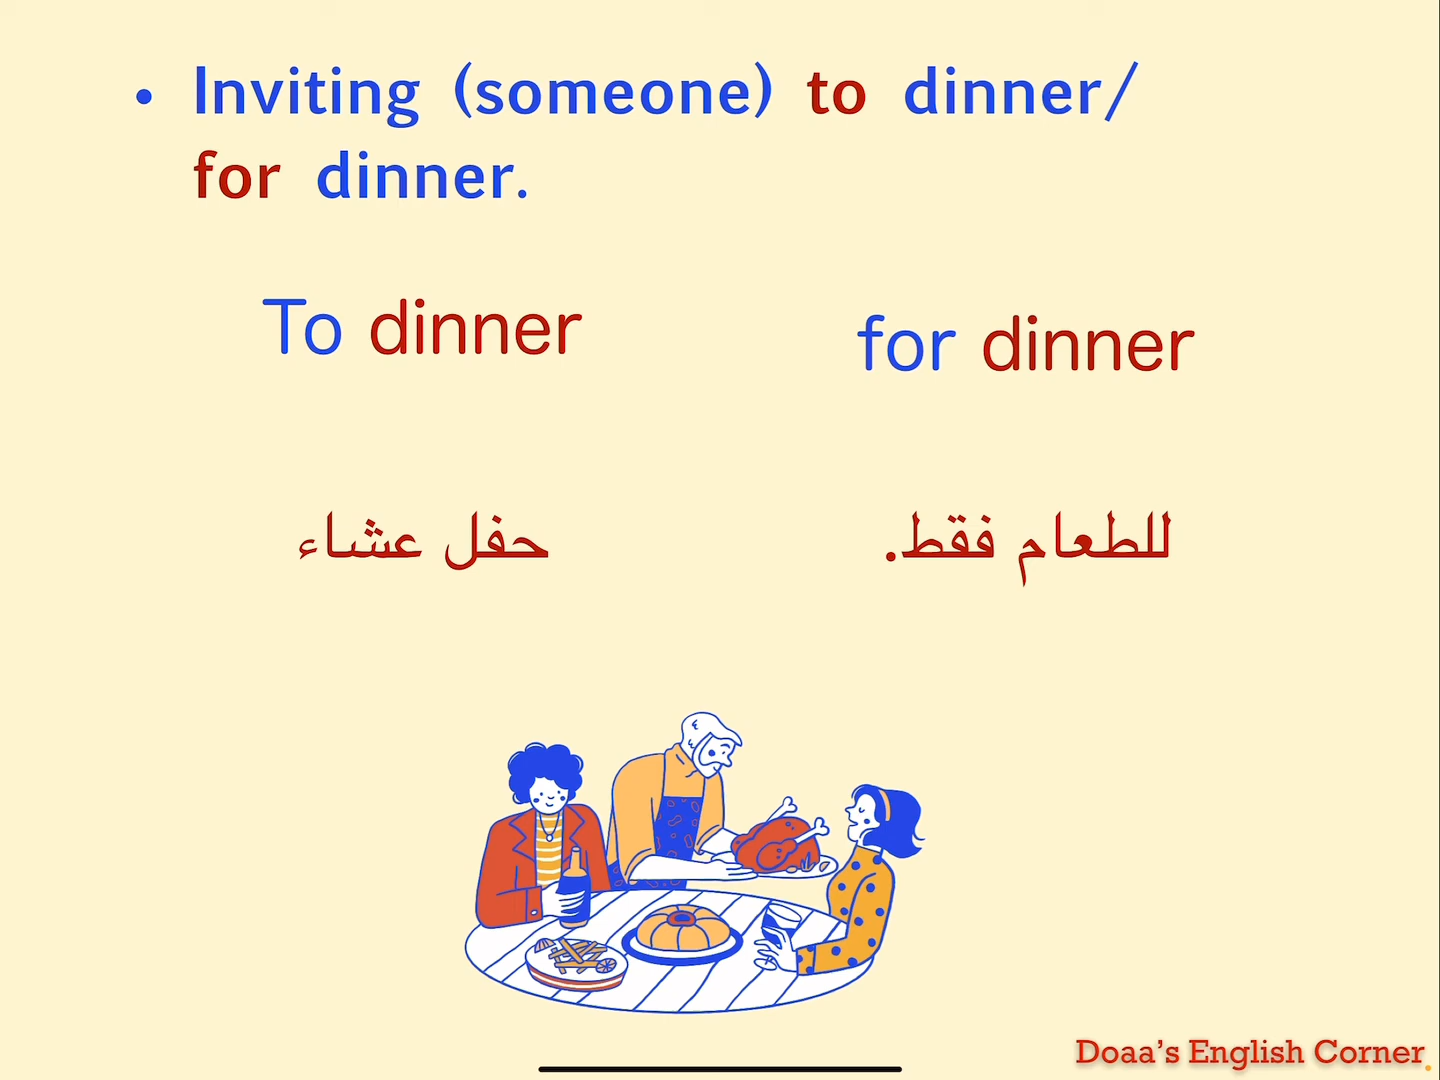 • Inviting (someone) to dinner/
for dinner.
To dinner
for dinner
حفل عشاء
للطعام فقط.
Doaa's English Corner.